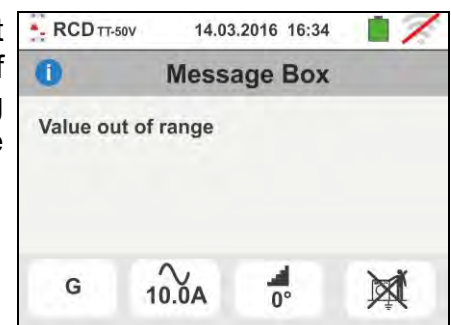 RCD TT-50V 14.03.2016 16:34
Message Box
Value out of range
G 10.0A 0°